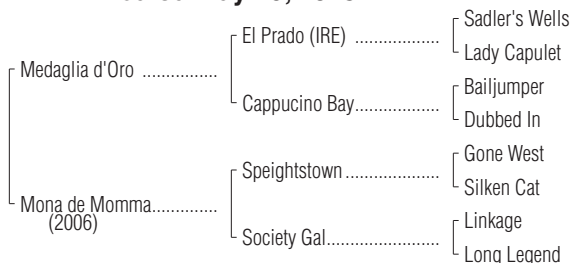 Sadler's Wells
El Prado (IRE) ...................
Lady Capulet
Medaglia d'Oro ...............
Bailjumper
Cappucino Bay...................
Dubbed In
Gone West
Speightstown .....................
Silken Cat
Mona de Momma.............
(2006)
Linkage
Society Gal.........................
Long Legend